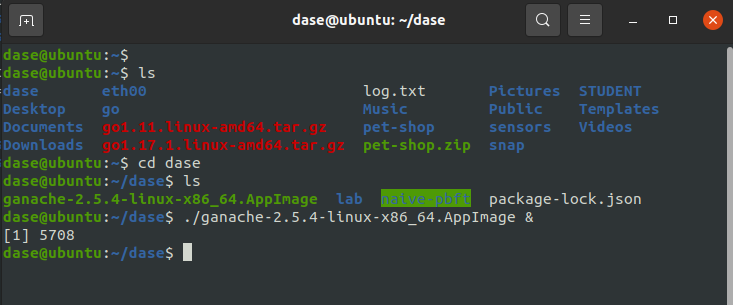 dase@ubuntu: ~/dase
dase@ubuntu:~$
dase@ubuntu:~$ ls
dase eth00 log.txt Pictures STUDENT
Desktop go Music Public Templates
Documents go1.11.linux-amd64.tar.gz pet-shop sensors Videos
Downloads go1.17.1.linux-amd64.tar.gz pet-shop.zip snap
dase@ubuntu:~$ cd dase
dase@ubuntu:~/dase$ ls
ganache-2.5.4-linux-x86_64.AppImage lab naive-pbft package-lock.json
dase@ubuntu:~/dase$ ./ganache-2.5.4-linux-x86_64.AppImage &
[1] 5708
dase@ubuntu:~/dase$